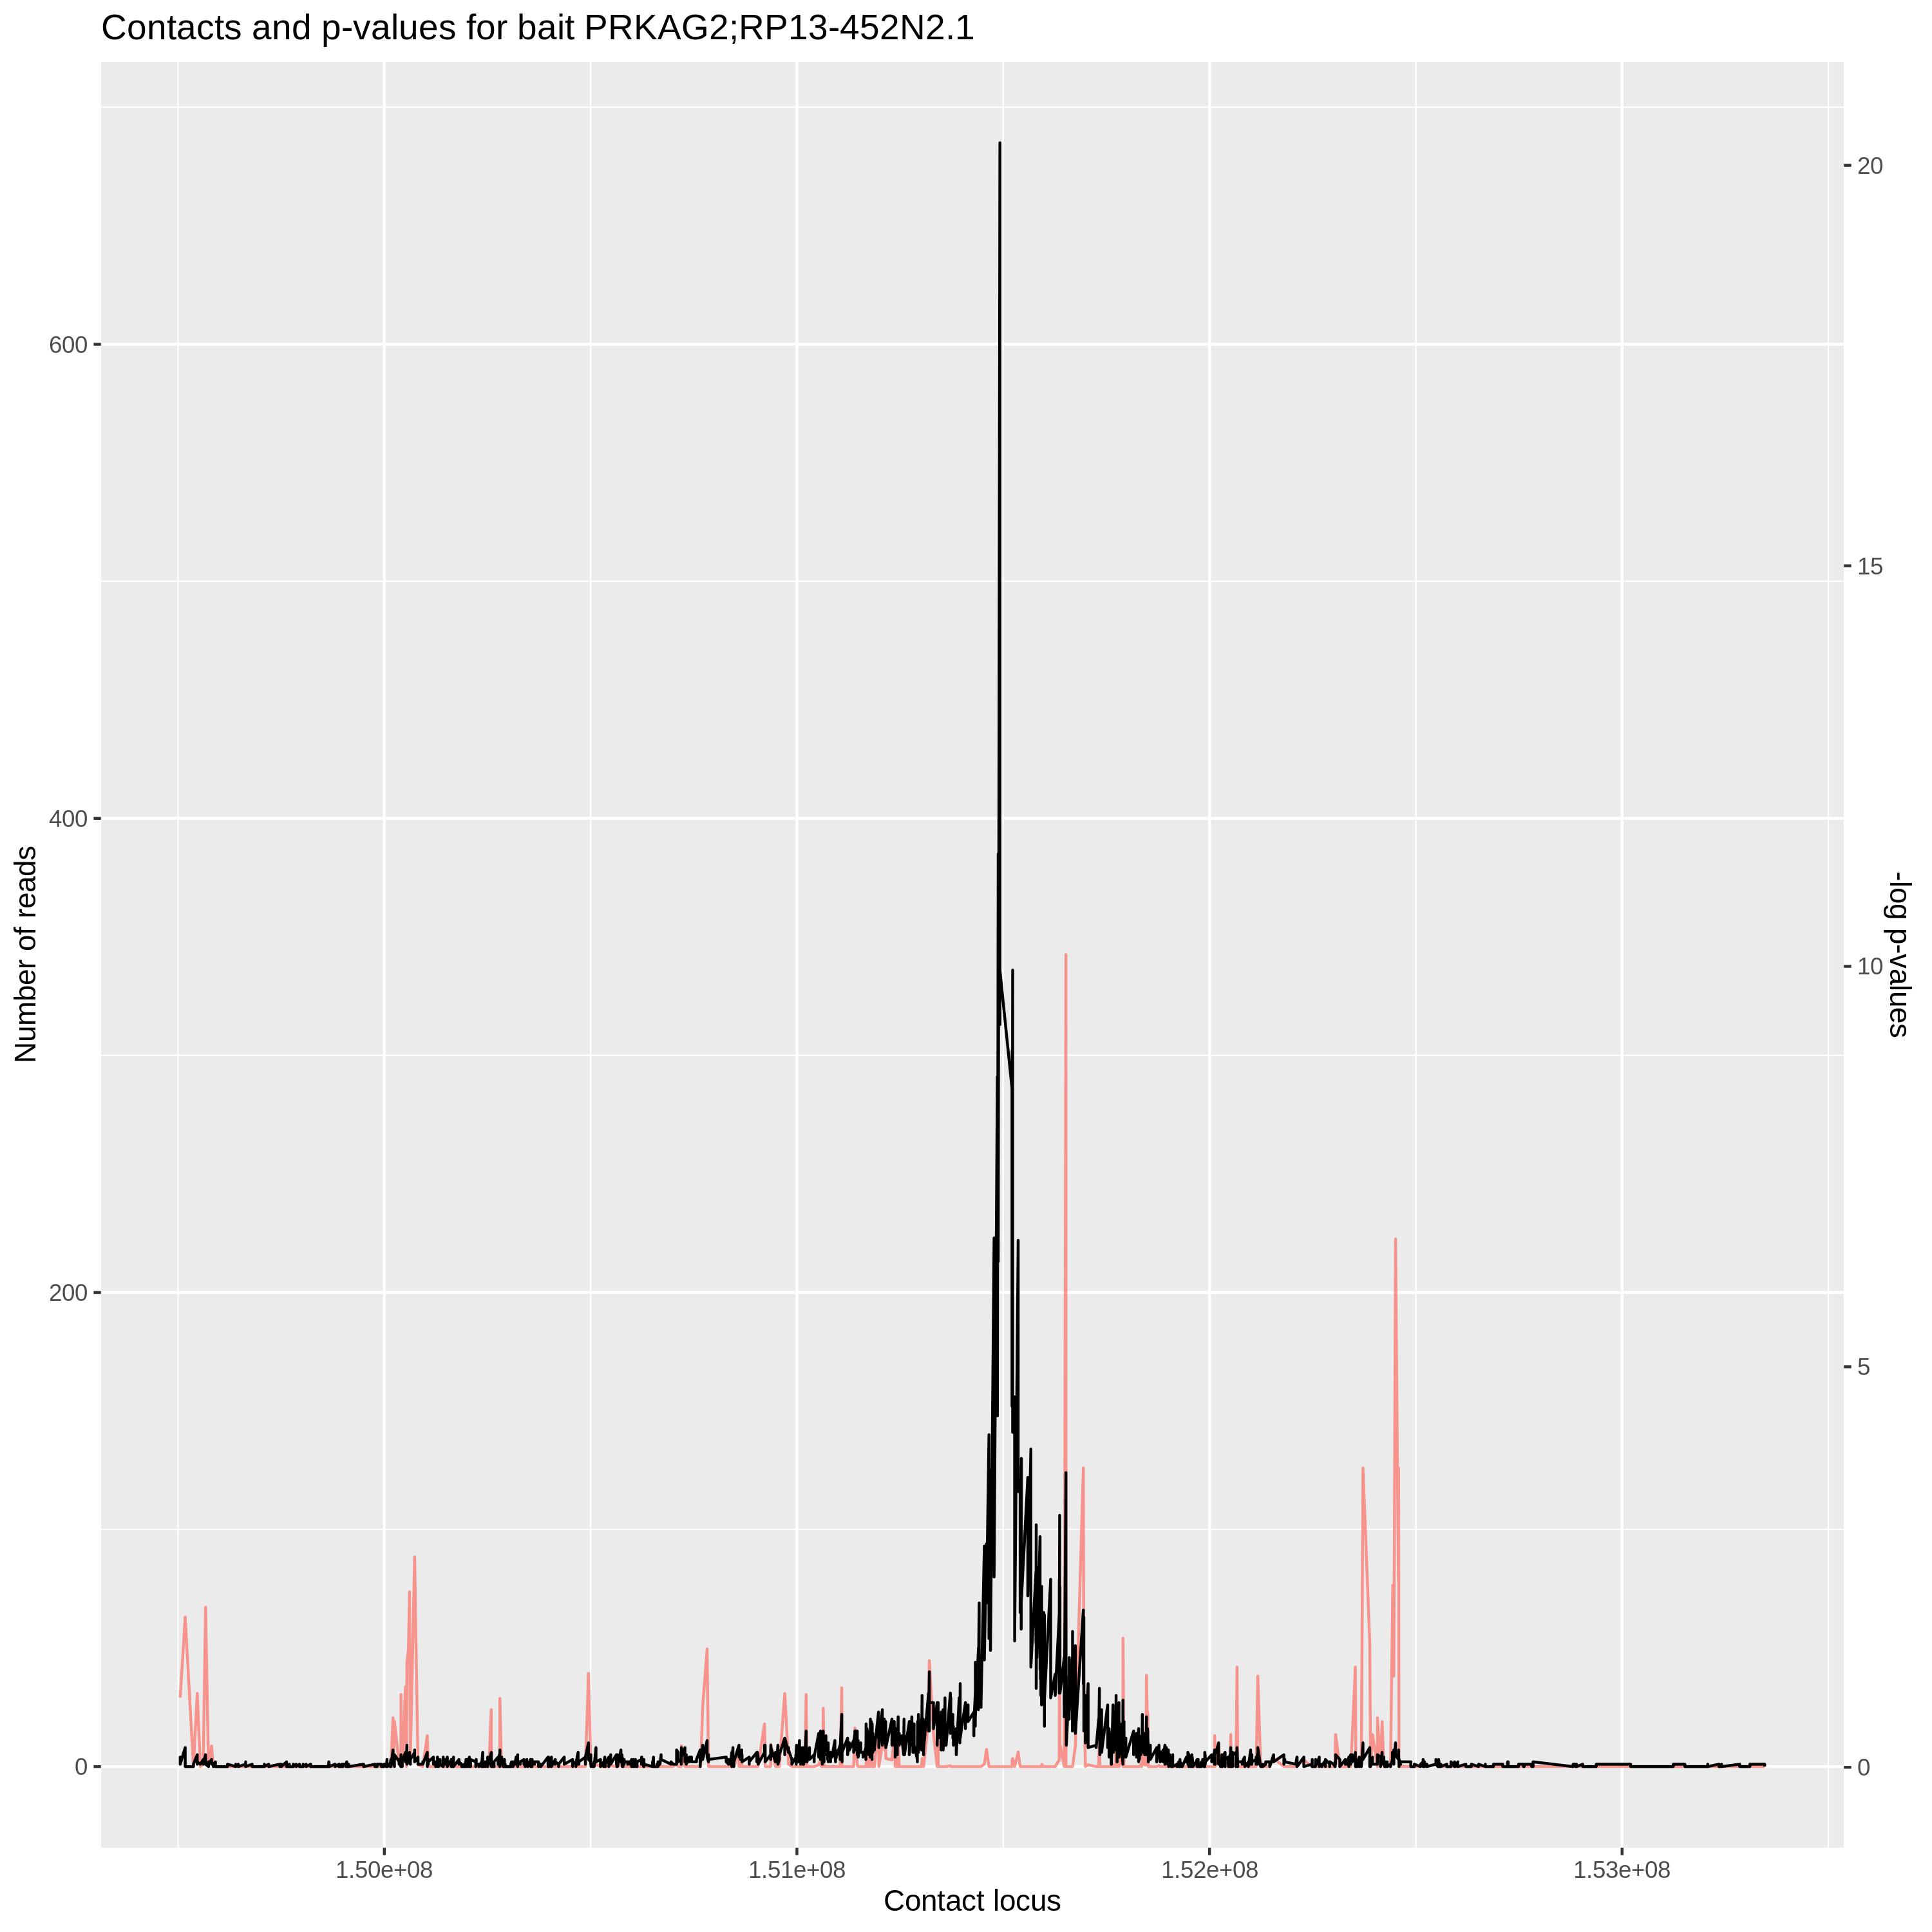 Contacts and p-values for bait PRKAG2;RP13-452N2.1
Number of reads
600
400
200
0
20
15
10
5
0
-log p-values
1.50e+08
1.51e+08
1.52e+08
1.53e+08
Contact locus